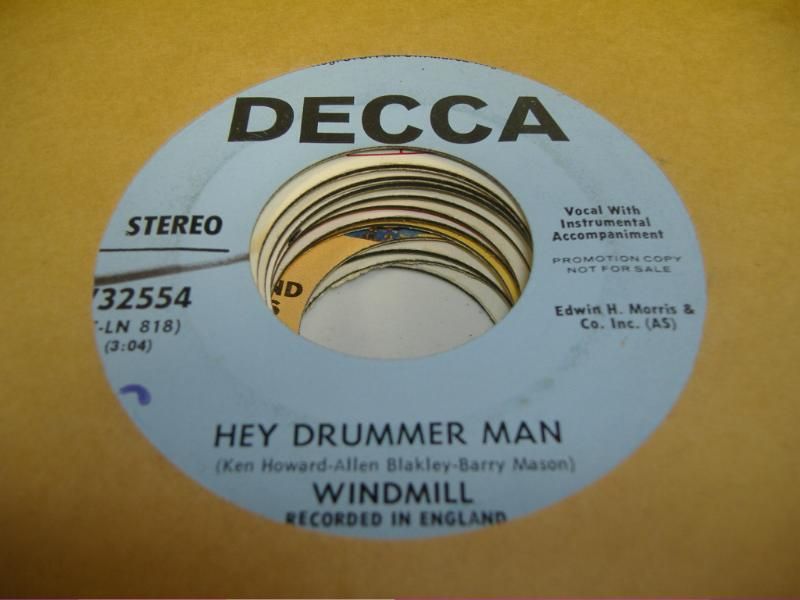 DECCA
STEREO
Vocal With
Instrumental
Accompaniment
PROMOTION COPY
NOT FOR SALE
32554
-LN 818)
(3:04)
Edwin H. Morris &
Co. Inc. (AS)
ND
HEY DRUMMER MAN
(Ken Howard-Allen Blakley-Barry Mason)
WINDMILL
RECORDED IN ENGLAND